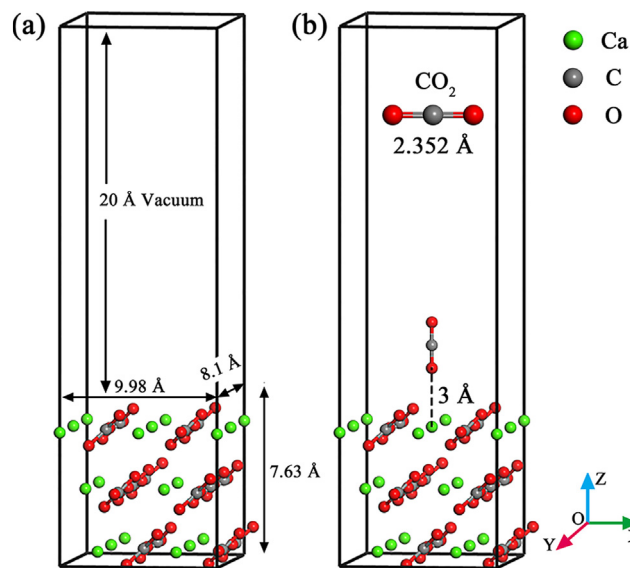 (a)
20 Å Vacuum
9.98 Å
8.1 Å
7.63 Å
(b)
CO2
2.352 Å
3 Å
Ca
C
O
Z
O
Y